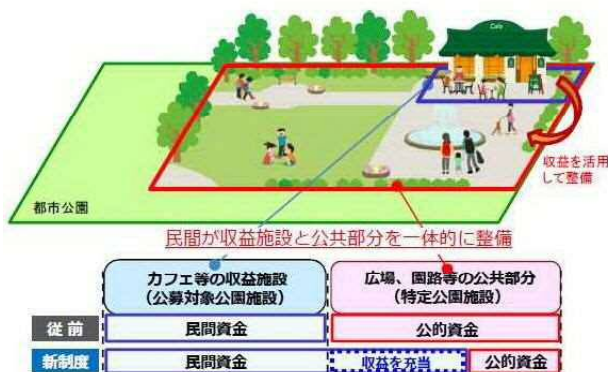 Cafe
収益を活用
して整備
都市公園
民間が収益施設と公共部分を一体的に整備
カフェ等の収益施設
（公募対象公園施設）
広場、園路等の公共部分
（特定公園施設）
従前
民間資金
公的資金
新制度
民間資金
収益を充当
公的資金